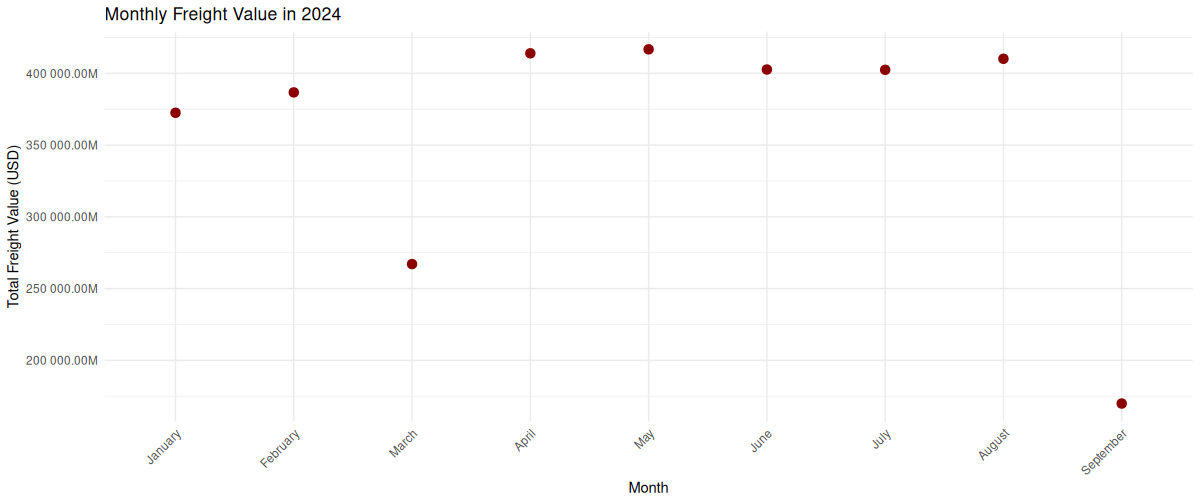 Monthly Freight Value in 2024
Total Freight Value (USD)
400 000.00M
350 000.00M
300 000.00M
250 000.00M
200 000.00M
January
February
March
April
May
June
July
August
September
Month